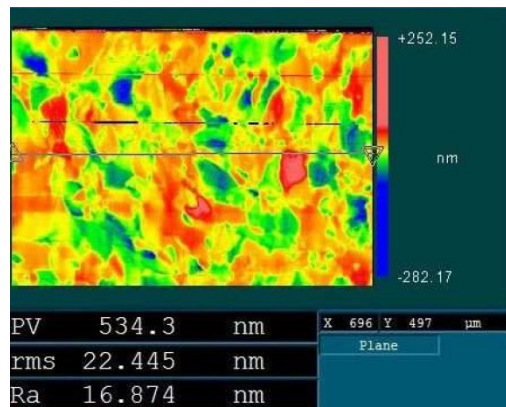 +252.15
nm
-282.17
PV 534.3 nm
rms 22.445 nm
Ra 16.874 nm
X 696 Y 497 µm
Plane